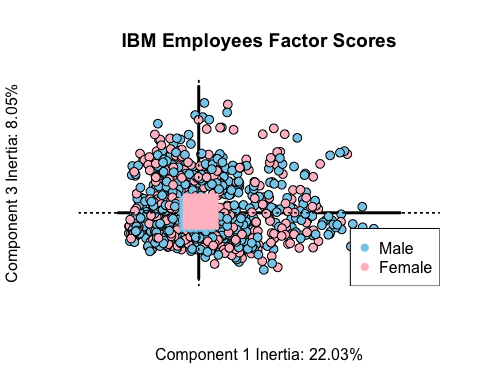 IBM Employees Factor Scores
Component 3 Inertia: 8.05%
Male
Female
Component 1 Inertia: 22.03%